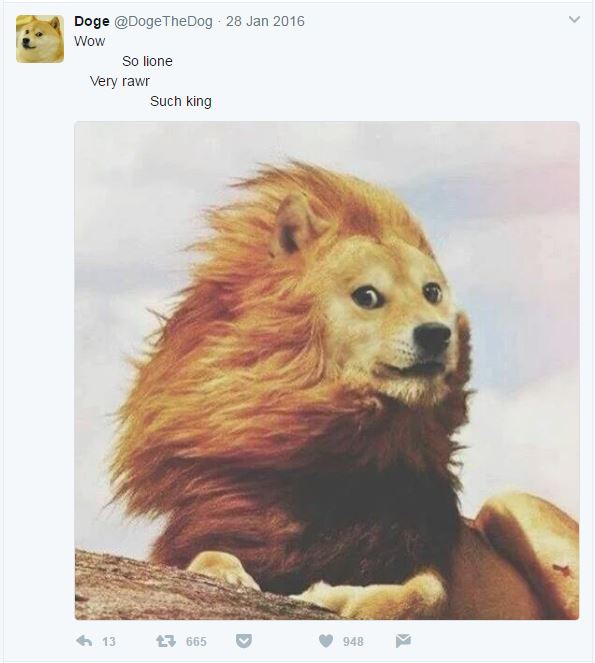 Doge @DogeTheDog · 28 Jan 2016
Wow
So lione
Very rawr
Such king
13 665 948